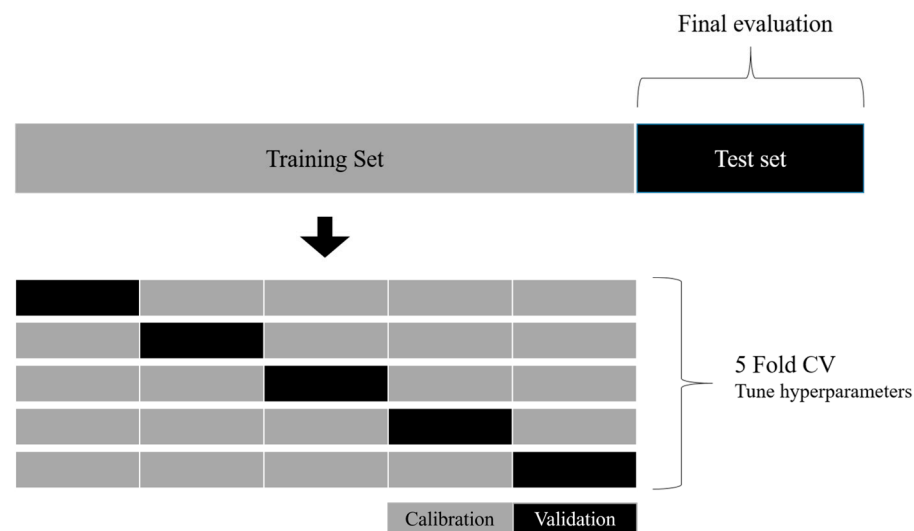 Final evaluation
Training Set
Test set
5 Fold CV
Tune hyperparameters
Calibration
Validation